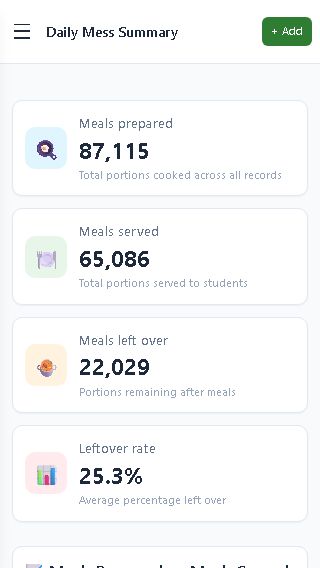 ☰ Daily Mess Summary
+ Add
Meals prepared
87,115
Total portions cooked across all records
Meals served
65,086
Total portions served to students
Meals left over
22,029
Portions remaining after meals
Leftover rate
25.3%
Average percentage left over